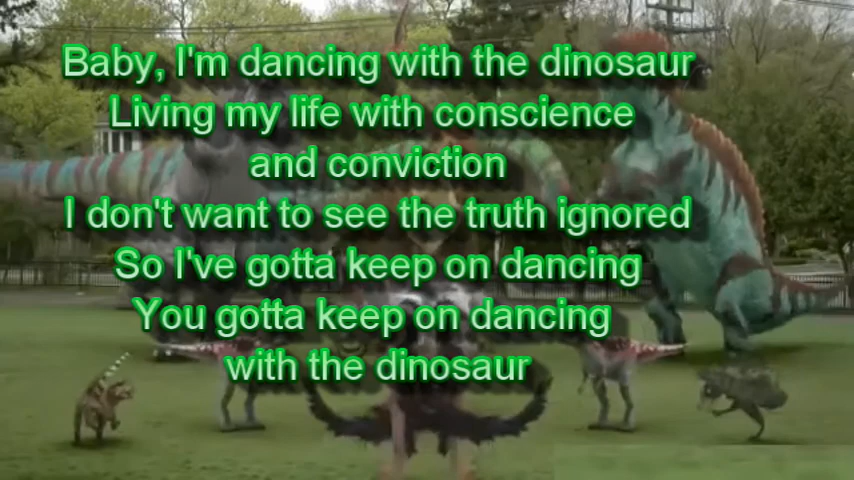 Baby, I'm dancing with the dinosaur
Living my life with conscience
and conviction
I don't want to see the truth ignored
So I've gotta keep on dancing
You gotta keep on dancing
with the dinosaur